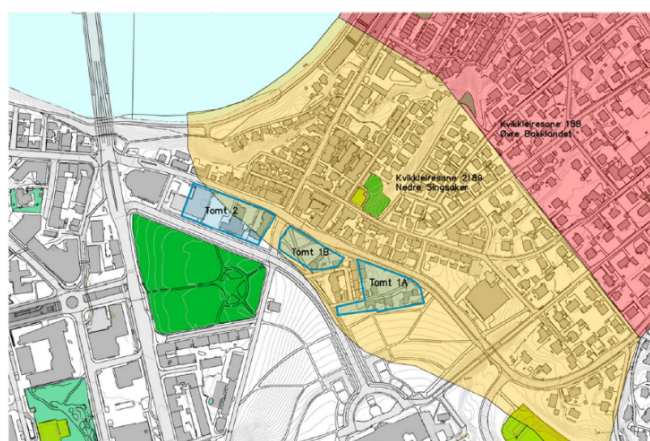 Kvikkleiresone 188
Øvre Bakklandet
Kvikkleiresone 2189
Nedre Singsaker
Tomt 2
Tomt 1B
Tomt 1A